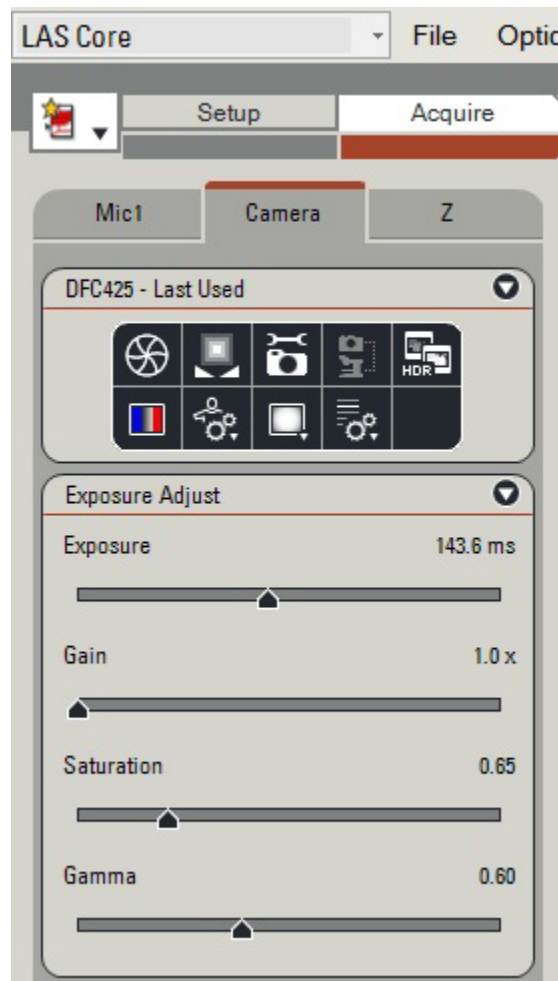 LAS Core File Optio
Setup Acquire
Mic1 Camera Z
DFC425 - Last Used
HDR
Exposure Adjust
Exposure 143.6 ms
Gain 1.0 x
Saturation 0.65
Gamma 0.60